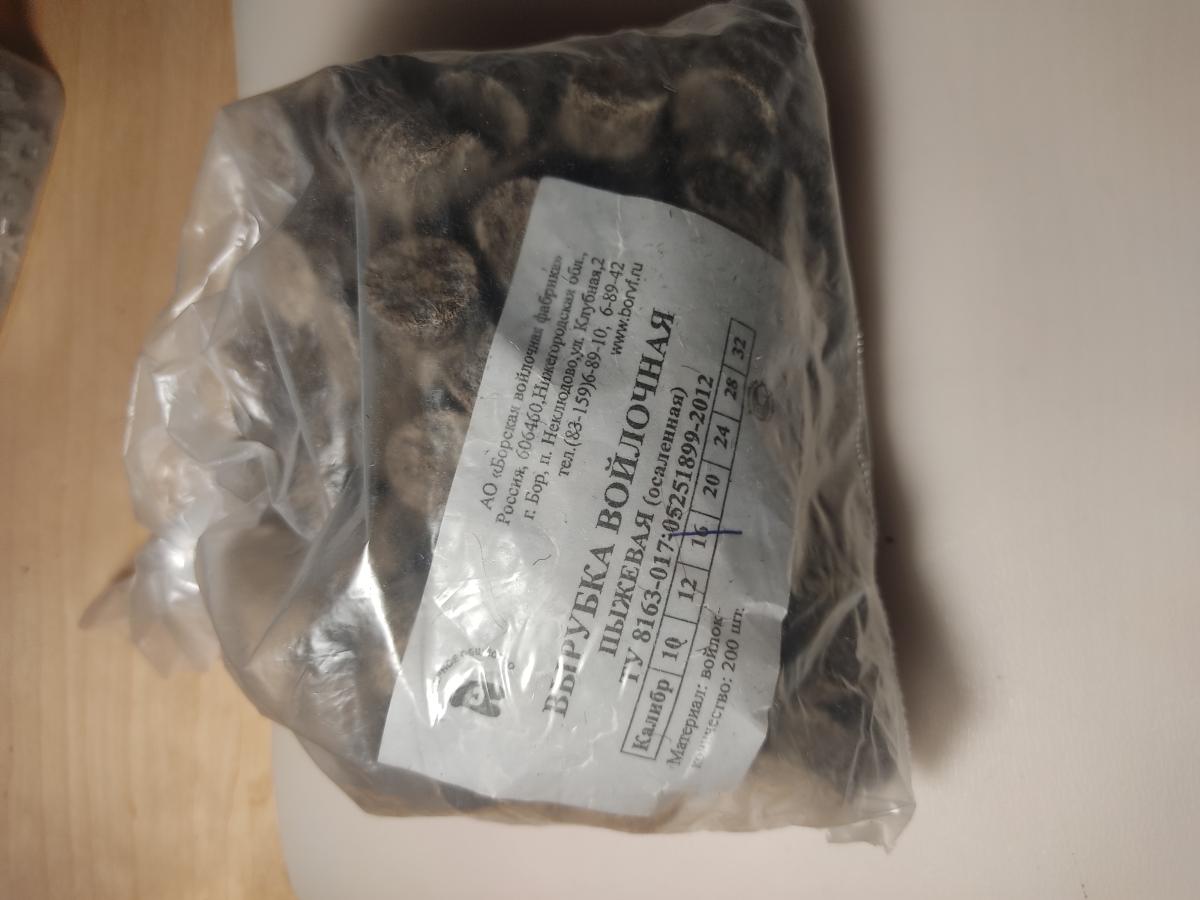 АО «Борская войлочная фабрика»
Россия, 606460,Нижегородская обл.,
г. Бор, п. Неклюдово,ул. Клубная,2
тел.(83-159)6-89-10, 6-89-42
www.borvf.ru
ВЫРУБКА ВОЙЛОЧНАЯ
ПЫЖЕВАЯ (осаленная)
ТУ 8163-017-05251899-2012
Калибр 10 12 16 20 24 28 32
Материал: войлок
количество: 200 шт.